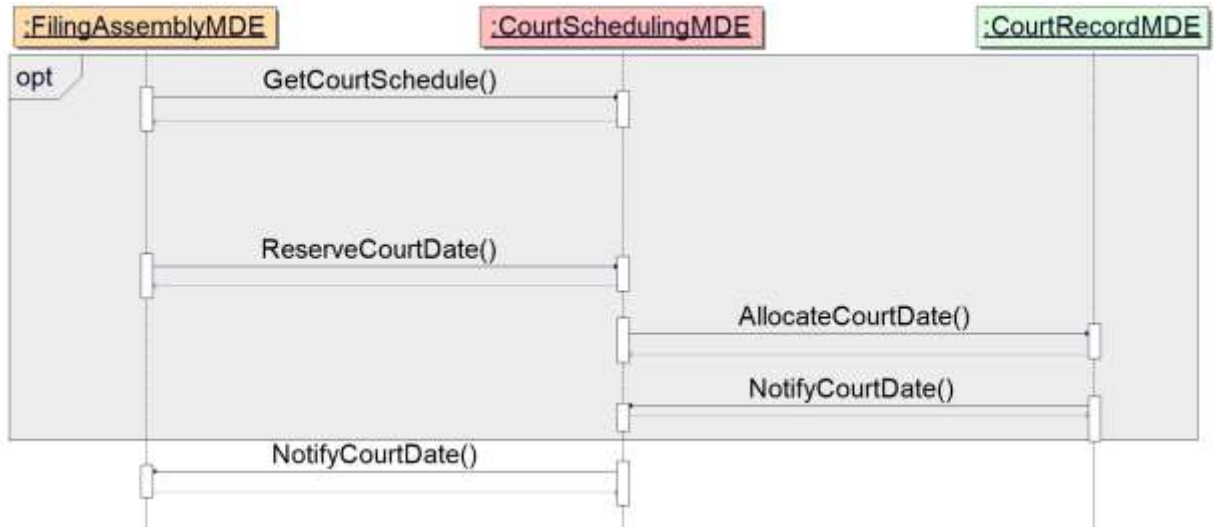 :FilingAssemblyMDE
:CourtSchedulingMDE
:CourtRecordMDE
opt
GetCourtSchedule()
ReserveCourtDate()
AllocateCourtDate()
NotifyCourtDate()
NotifyCourtDate()